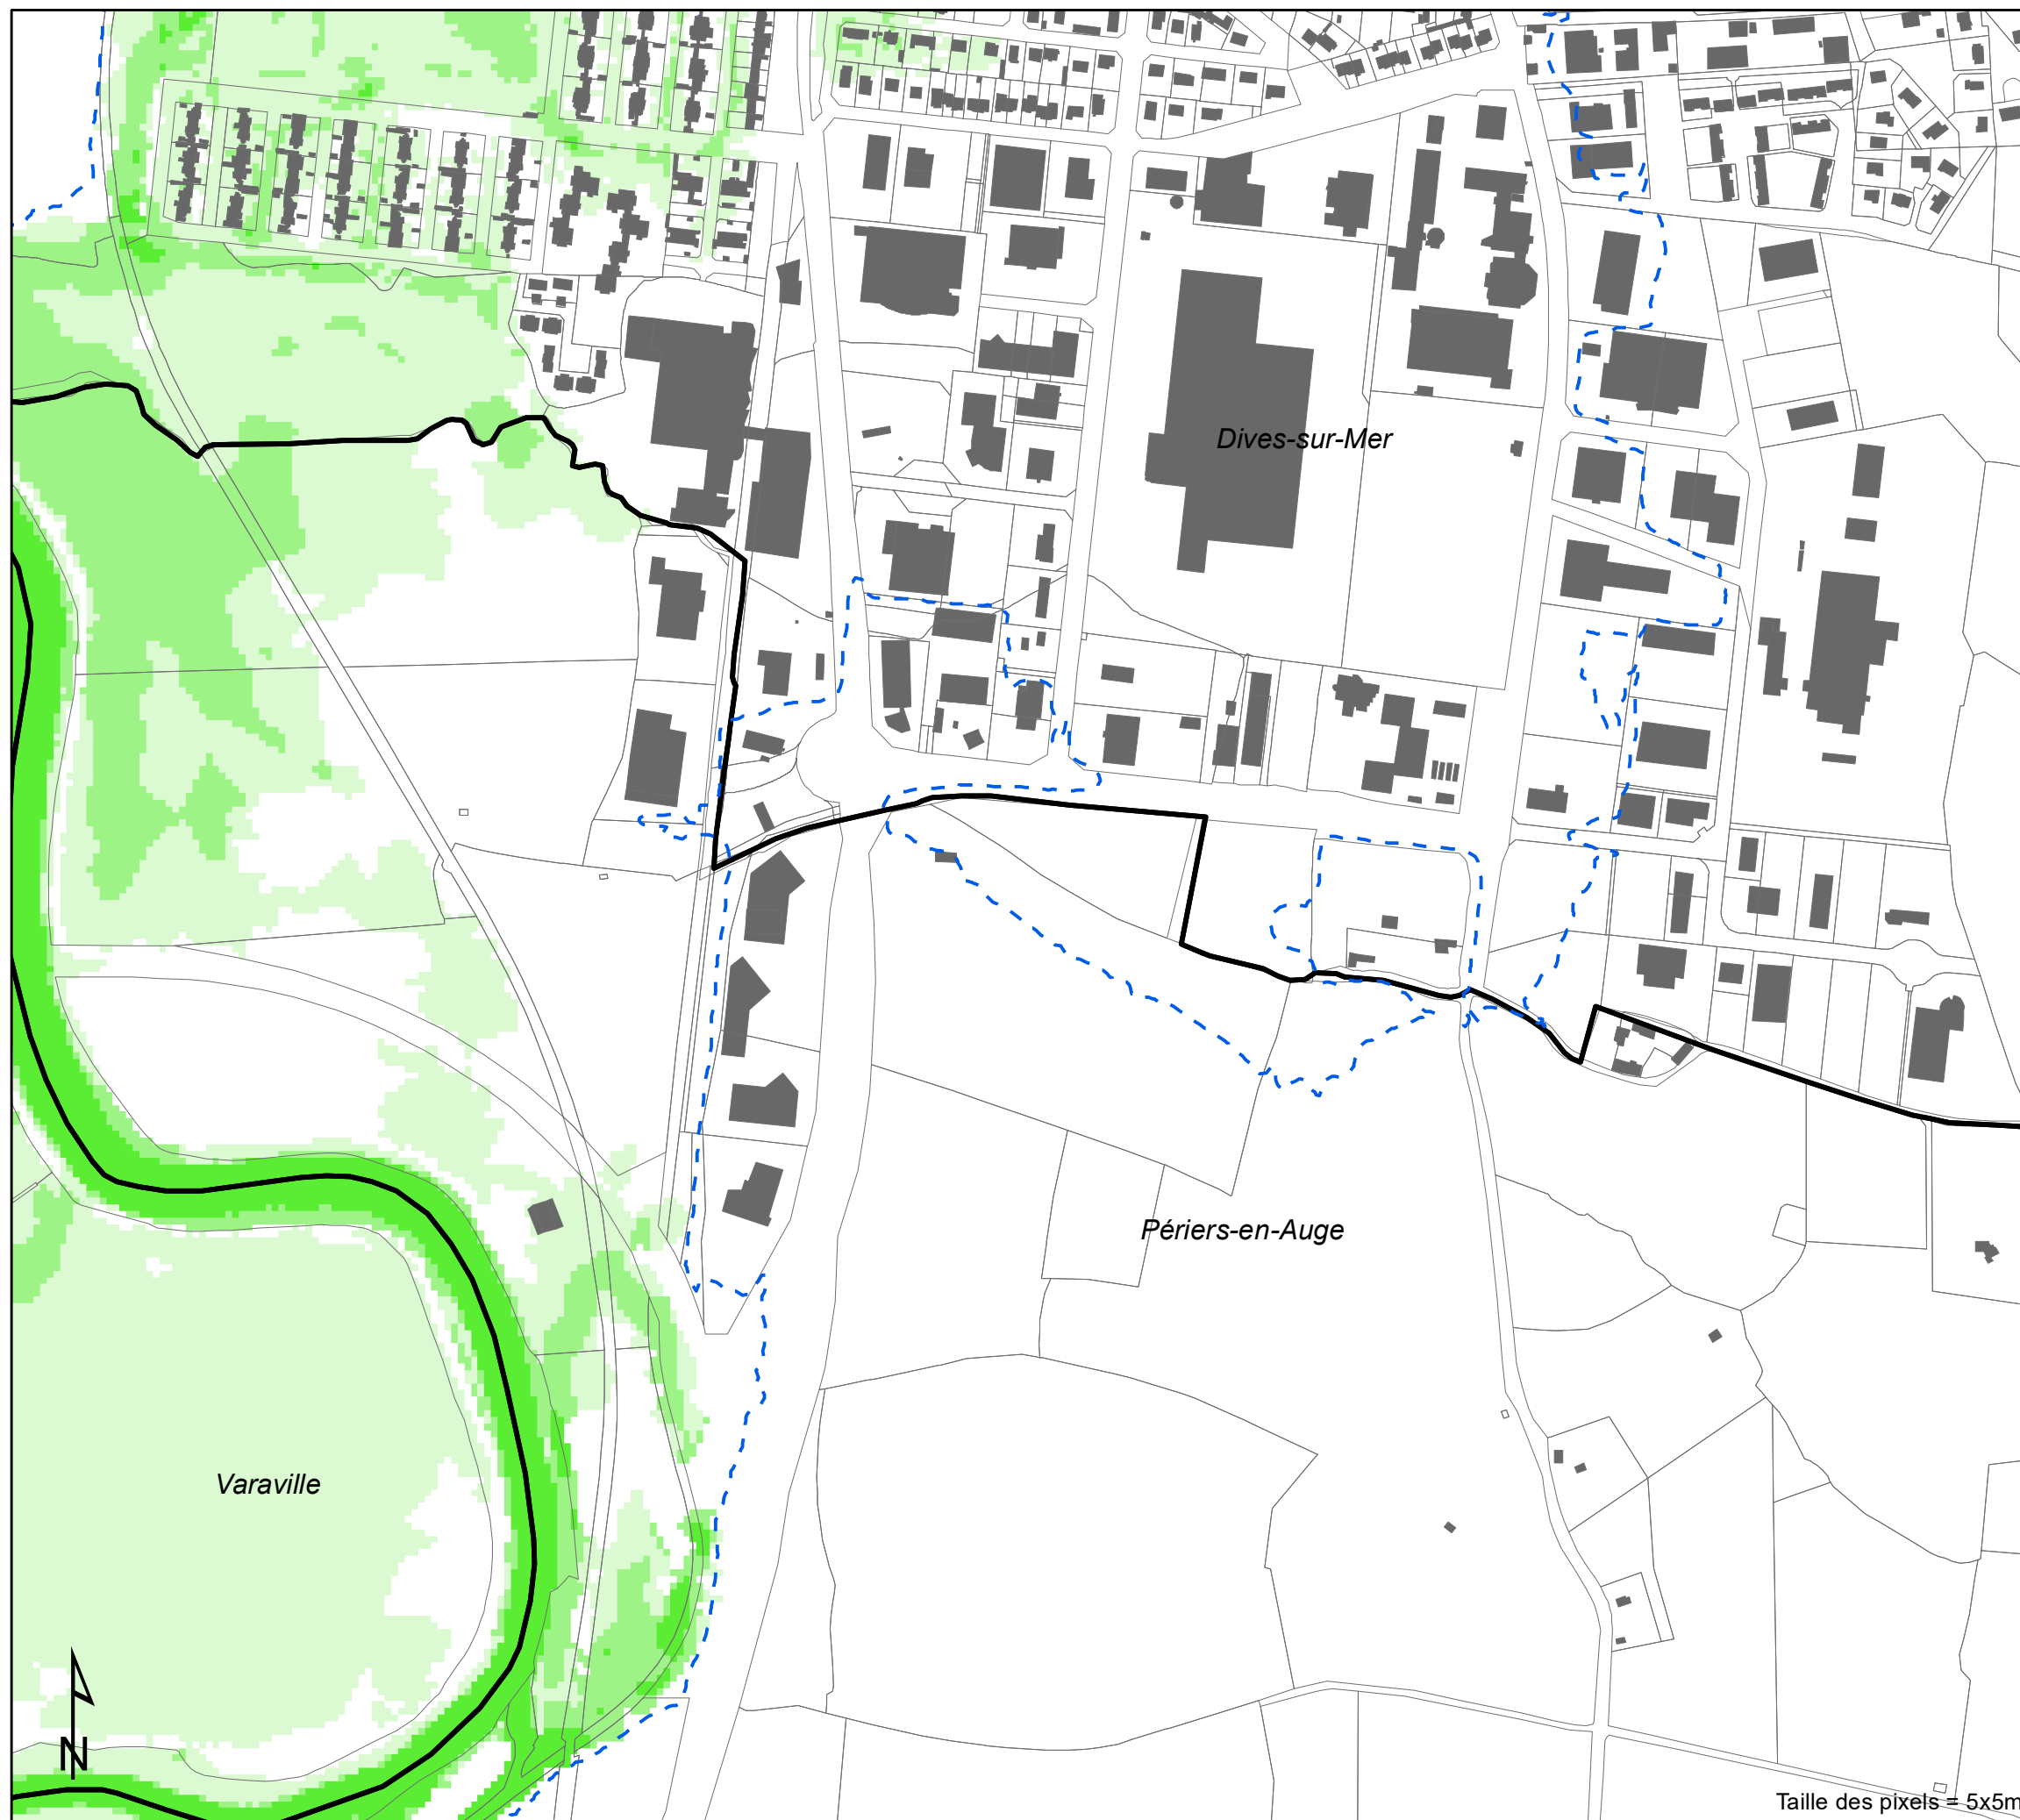 Dives-sur-Mer
Périers-en-Auge
Varaville
N
Taille des pixels = 5x5m